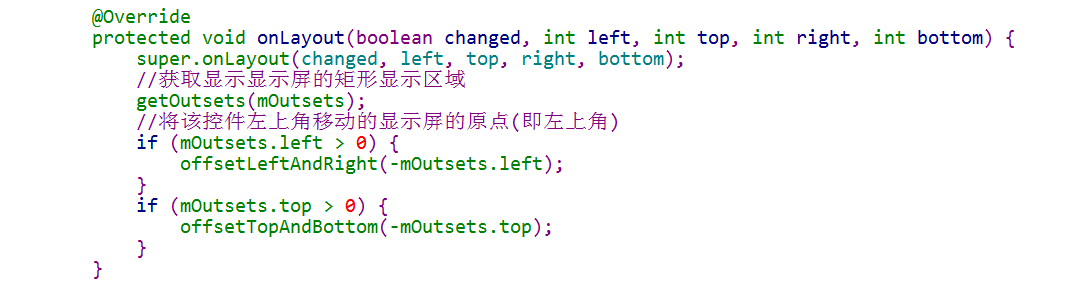 @Override
protected void onLayout(boolean changed, int left, int top, int right, int bottom) {
    super.onLayout(changed, left, top, right, bottom);
    //获取显示显示屏的矩形显示区域
    getOutsets(mOutsets);
    //将该控件左上角移动的显示屏的原点(即左上角)
    if (mOutsets.left > 0) {
        offsetLeftAndRight(-mOutsets.left);
    }
    if (mOutsets.top > 0) {
        offsetTopAndBottom(-mOutsets.top);
    }
}